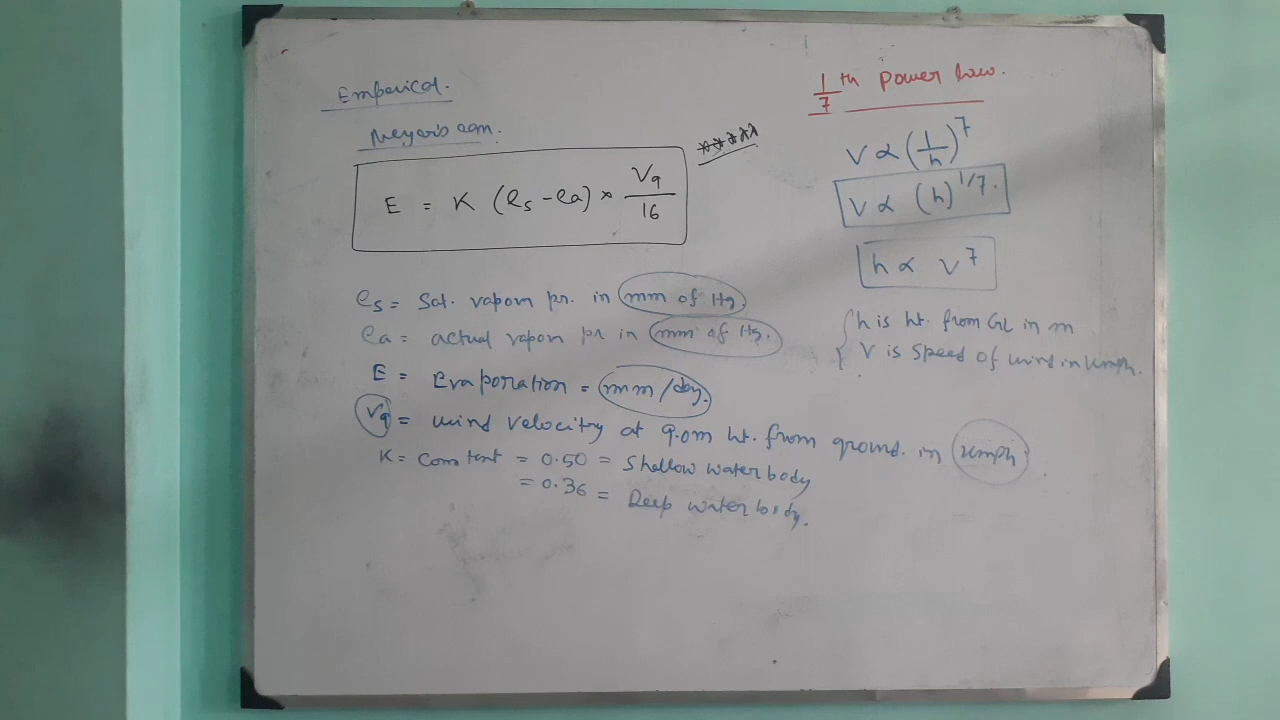 Emperical.
Meyer's eqn.
E = K (es - ea) × V9/16
*****
es = Sat. vapour pr. in mm of Hg.
ea = actual vapour pr in mm of Hg.
E = Evaporation = mm/day.
V9 = wind velocity at 9.0m ht. from ground. in kmph.
K = Constent = 0.50 = Shallow water body
= 0.36 = Deep water body.
1/7 th power law.
V ∝ (1/h)^7
V ∝ (h)^1/7.
h ∝ V^7
h is ht. from GL in m
V is speed of wind in kmph.